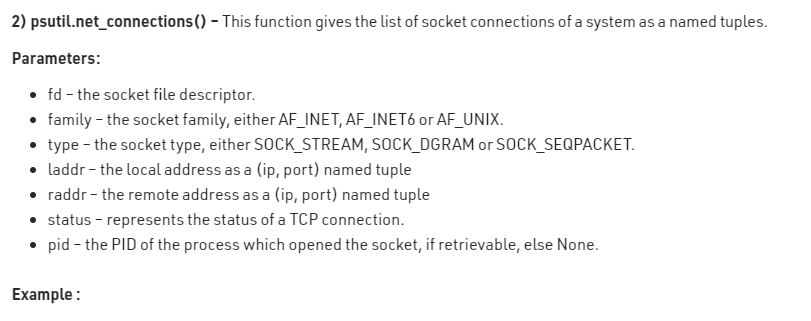 2) psutil.net_connections() – This function gives the list of socket connections of a system as a named tuples.
Parameters:
• fd – the socket file descriptor.
• family – the socket family, either AF_INET, AF_INET6 or AF_UNIX.
• type – the socket type, either SOCK_STREAM, SOCK_DGRAM or SOCK_SEQPACKET.
• laddr – the local address as a (ip, port) named tuple
• raddr – the remote address as a (ip, port) named tuple
• status – represents the status of a TCP connection.
• pid – the PID of the process which opened the socket, if retrievable, else None.
Example :